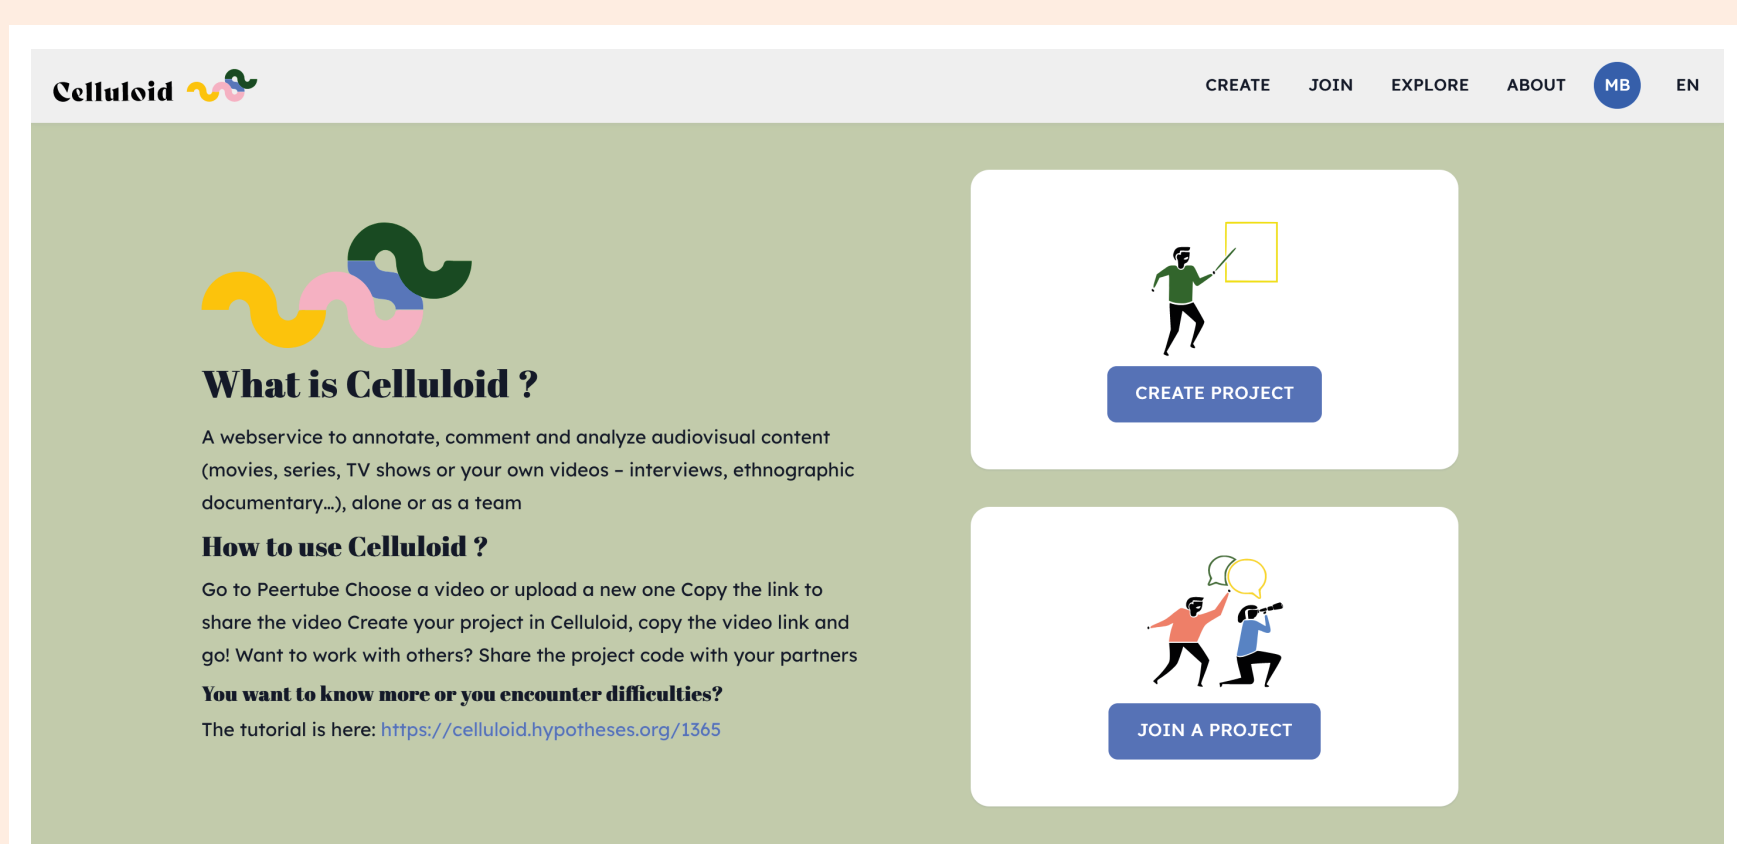 Celluloid
CREATE
JOIN
EXPLORE
ABOUT
MB
EN
What is Celluloid ?
A webservice to annotate, comment and analyze audiovisual content
(movies, series, TV shows or your own videos – interviews, ethnographic
documentary…), alone or as a team
How to use Celluloid ?
Go to Peertube Choose a video or upload a new one Copy the link to
share the video Create your project in Celluloid, copy the video link and
go! Want to work with others? Share the project code with your partners
You want to know more or you encounter difficulties?
The tutorial is here: https://celluloid.hypotheses.org/1365
CREATE PROJECT
JOIN A PROJECT